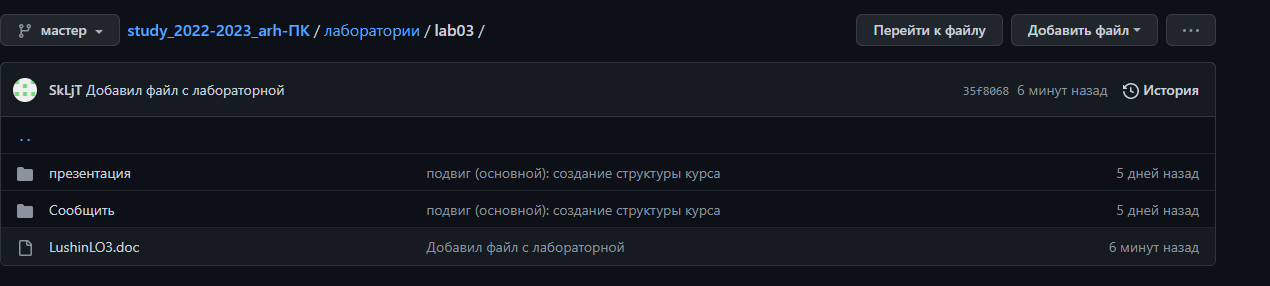 мастер study_2022-2023_arh-ПК / лаборатории / lab03 / Перейти к файлу Добавить файл ...
SkLjT Добавил файл с лабораторной 35f8068 6 минут назад История
..
презентация подвиг (основной): создание структуры курса 5 дней назад
Сообщить подвиг (основной): создание структуры курса 5 дней назад
LushinLO3.doc Добавил файл с лабораторной 6 минут назад